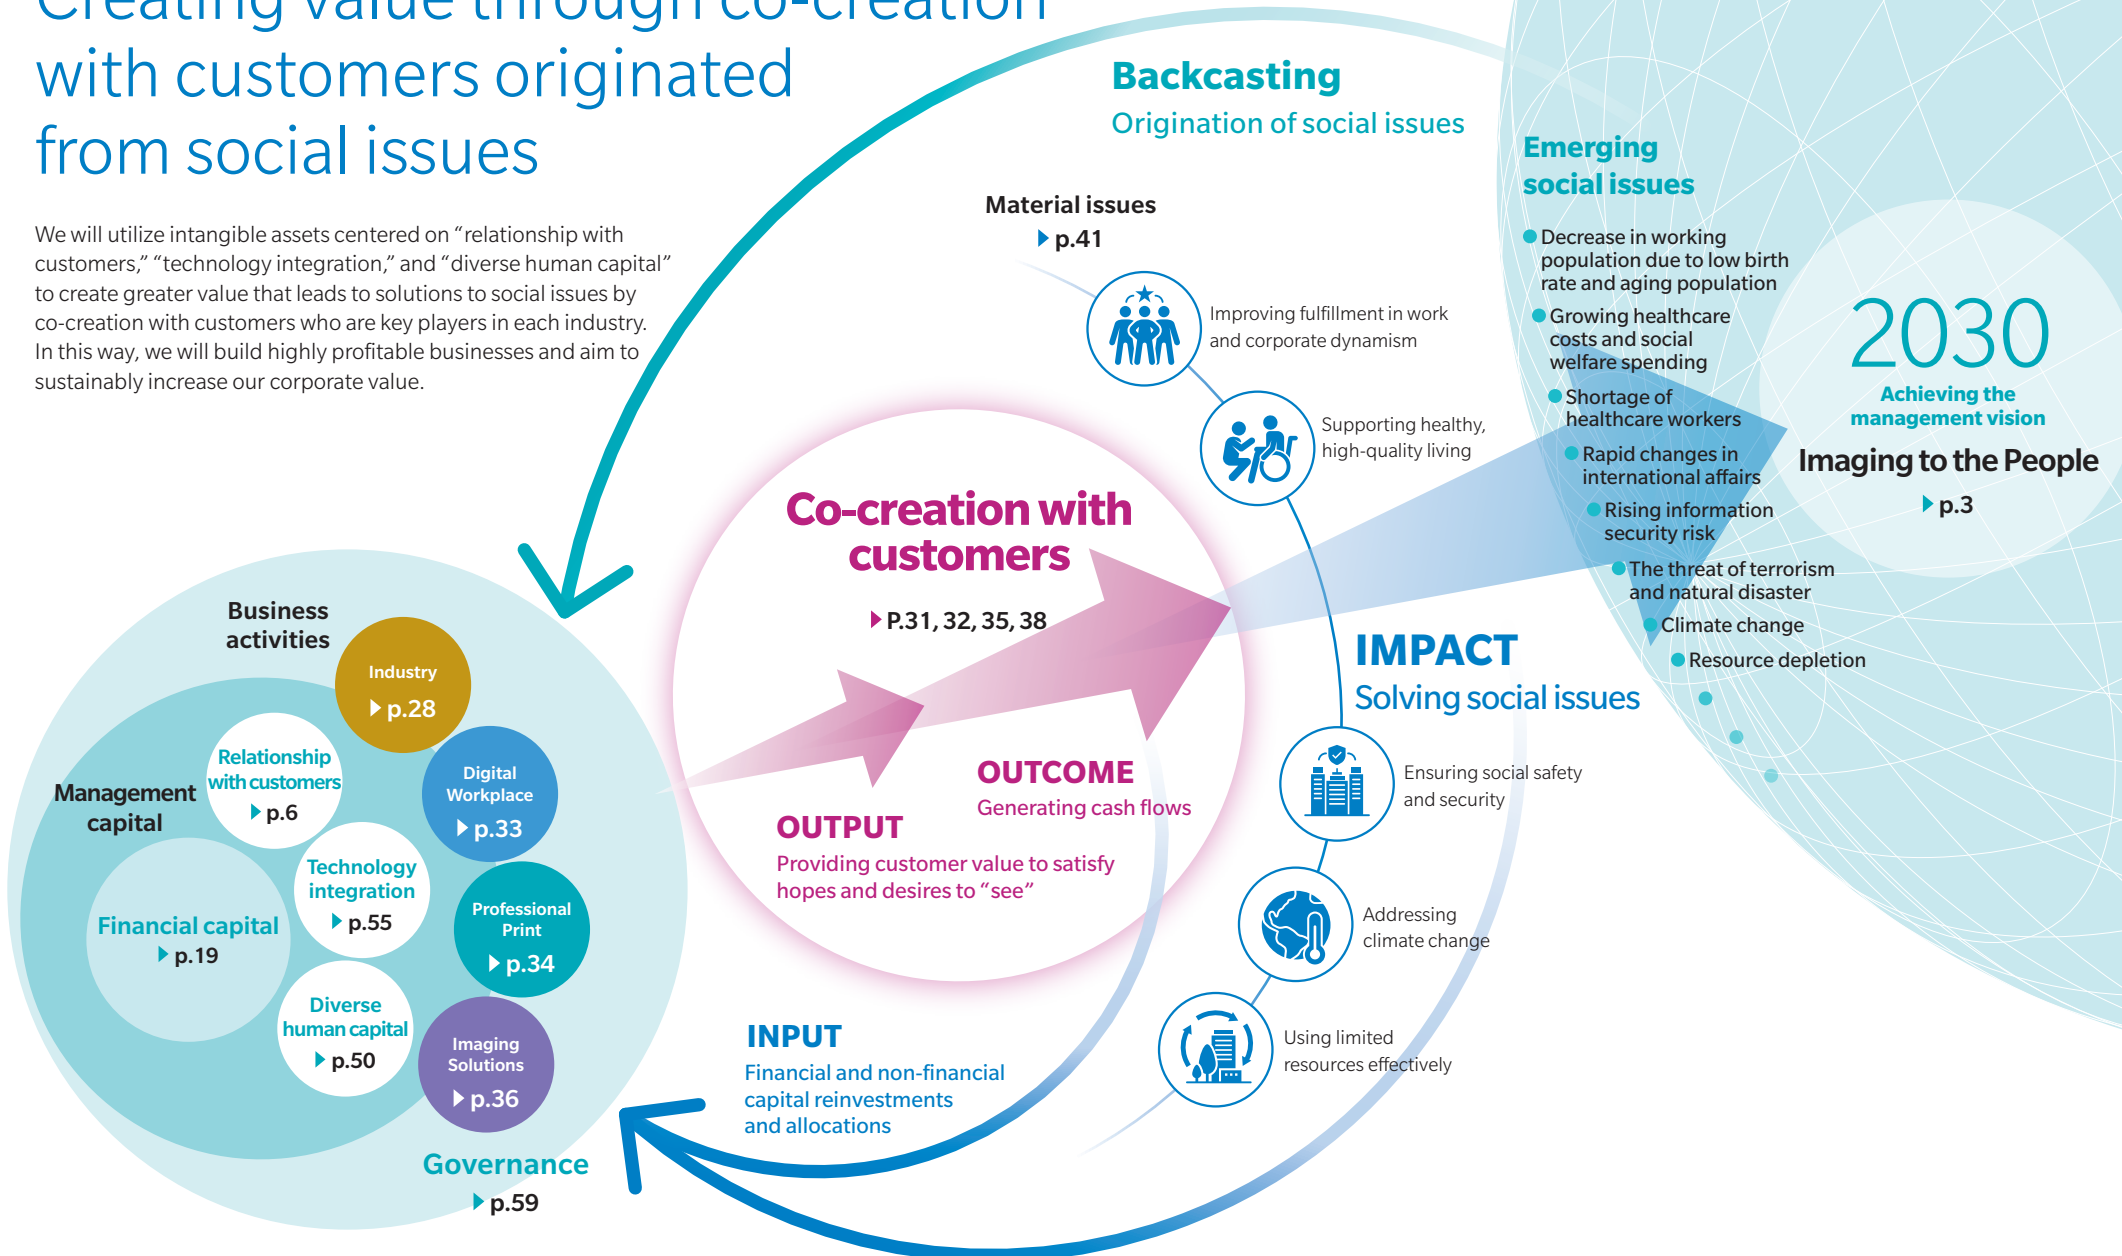 Creating value through co-creation
with customers originated
from social issues
We will utilize intangible assets centered on “relationship with
customers,” “technology integration,” and “diverse human capital”
to create greater value that leads to solutions to social issues by
co-creation with customers who are key players in each industry.
In this way, we will build highly profitable businesses and aim to
sustainably increase our corporate value.
Backcasting
Origination of social issues
Material issues
p.41
Improving fulfillment in work
and corporate dynamism
Supporting healthy,
high-quality living
Emerging
social issues
Decrease in working
population due to low birth
rate and aging population
Growing healthcare
costs and social
welfare spending
Shortage of
healthcare workers
Rapid changes in
international affairs
Rising information
security risk
The threat of terrorism
and natural disaster
Climate change
Resource depletion
2030
Achieving the
management vision
Imaging to the People
p.3
Co-creation with
customers
P.31, 32, 35, 38
OUTCOME
Generating cash flows
OUTPUT
Providing customer value to satisfy
hopes and desires to “see”
IMPACT
Solving social issues
Ensuring social safety
and security
Addressing
climate change
Using limited
resources effectively
INPUT
Financial and non-financial
capital reinvestments
and allocations
Business
activities
Industry
p.28
Digital
Workplace
p.33
Professional
Print
p.34
Imaging
Solutions
p.36
Management
capital
Relationship
with customers
p.6
Technology
integration
p.55
Financial capital
p.19
Diverse
human capital
p.50
Governance
p.59